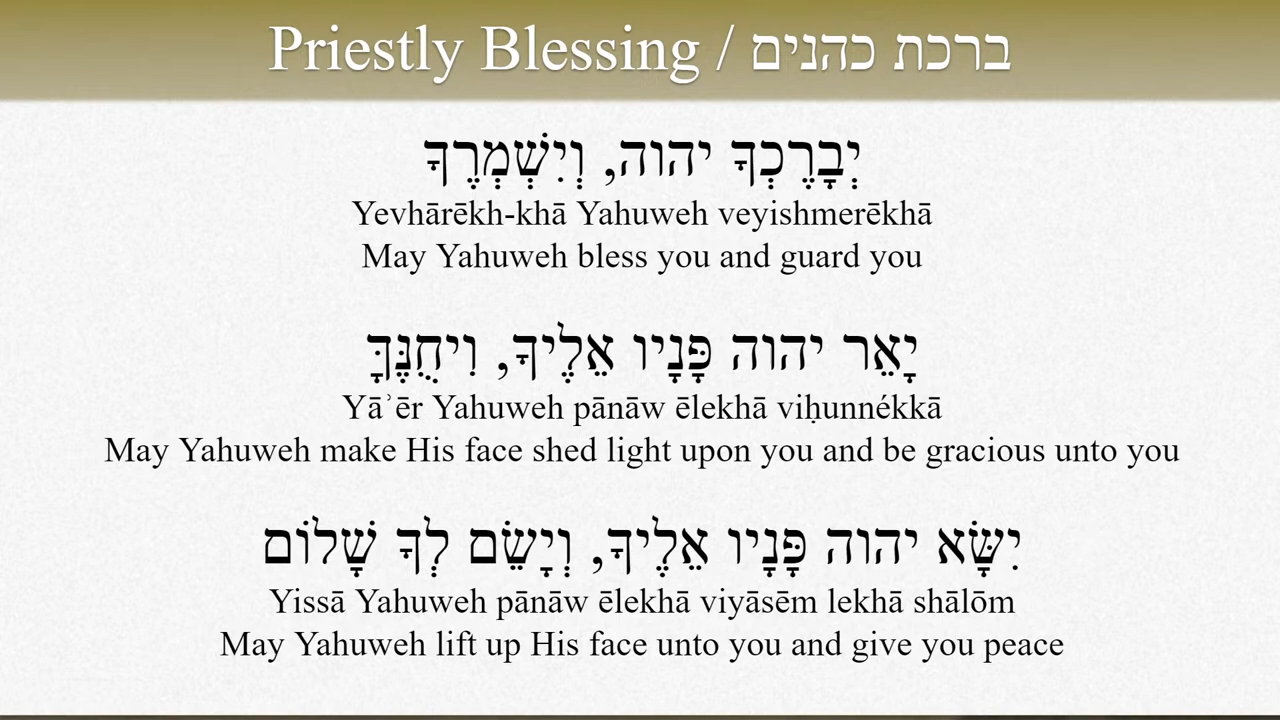 Priestly Blessing / ברכת כהנים
יְבָרֶכְךָ יהוה, וְיִשְׁמְרֶךָ
Yevhārēkh-khā Yahuweh veyishmerēkhā
May Yahuweh bless you and guard you
יָאֵר יהוה פָּנָיו אֵלֶיךָ, וִיחֻנֶּךָּ
Yāʾēr Yahuweh pānāw ēlekhā viḥunnékkā
May Yahuweh make His face shed light upon you and be gracious unto you
יִשָּׂא יהוה פָּנָיו אֵלֶיךָ, וְיָשֵׂם לְךָ שָׁלוֹם
Yissā Yahuweh pānāw ēlekhā viyāsēm lekhā shālōm
May Yahuweh lift up His face unto you and give you peace